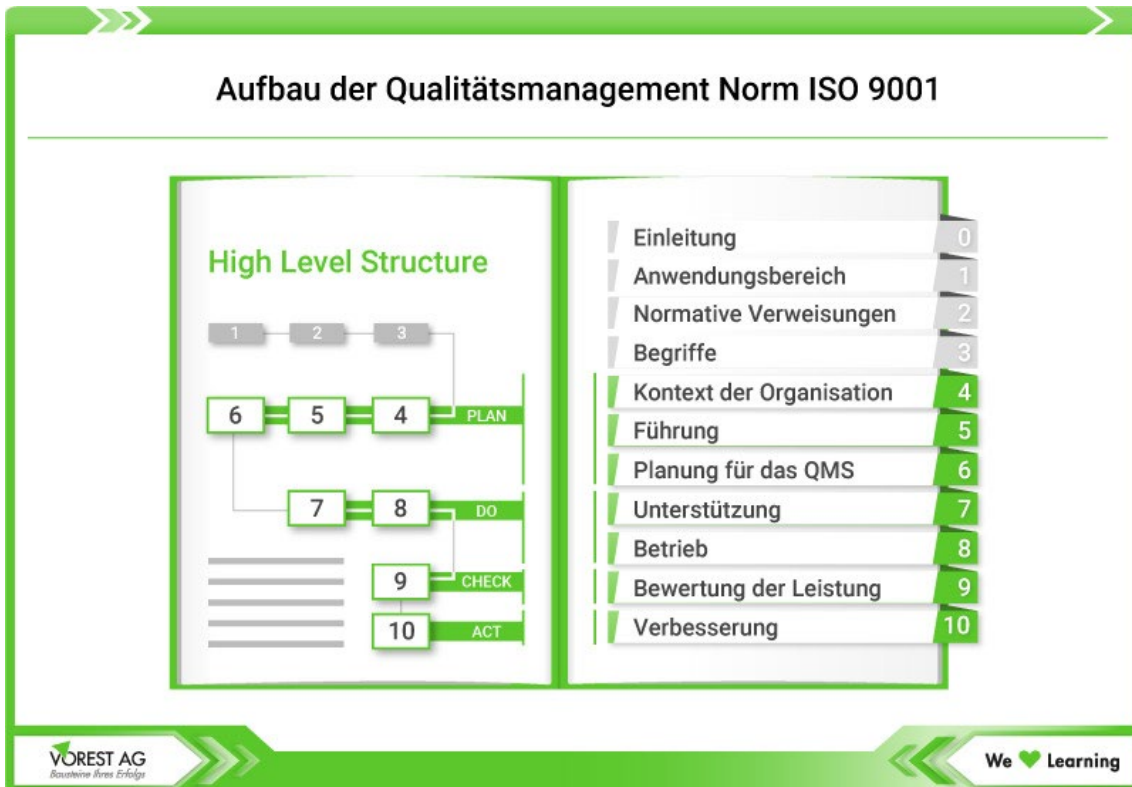 Aufbau der Qualitätsmanagement Norm ISO 9001
High Level Structure
1 2 3
6 5 4 PLAN
7 8 DO
9 CHECK
10 ACT
Einleitung 0
Anwendungsbereich 1
Normative Verweisungen 2
Begriffe 3
Kontext der Organisation 4
Führung 5
Planung für das QMS 6
Unterstützung 7
Betrieb 8
Bewertung der Leistung 9
Verbesserung 10
VOREST AG
Bausteine Ihres Erfolgs
We Learning